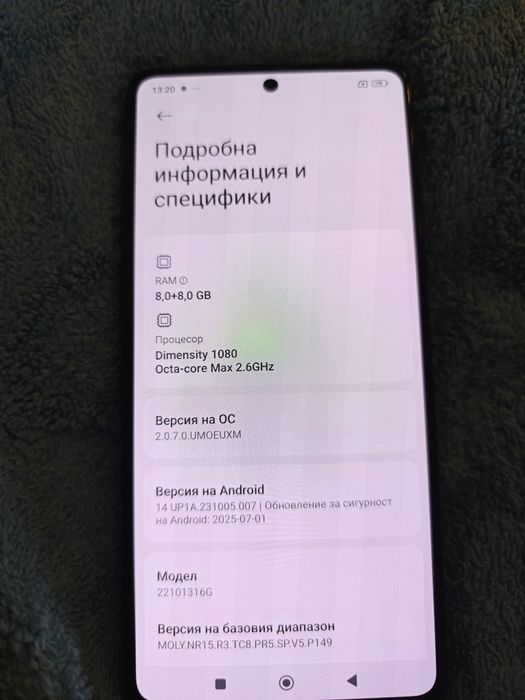 13:20
Подробна
информация и
спецификации
RAM
8,0+8,0 GB
Процесор
Dimensity 1080
Octa-core Max 2.6GHz
Версия на ОС
2.0.7.0.UMOEUXM
Версия на Android
14 UP1A.231005.007 | Обновление за сигурност
на Android: 2025-07-01
Модел
22101316G
Версия на базовия диапазон
MOLY.NR15.R3.TC8.PR5.SP.V5.P149